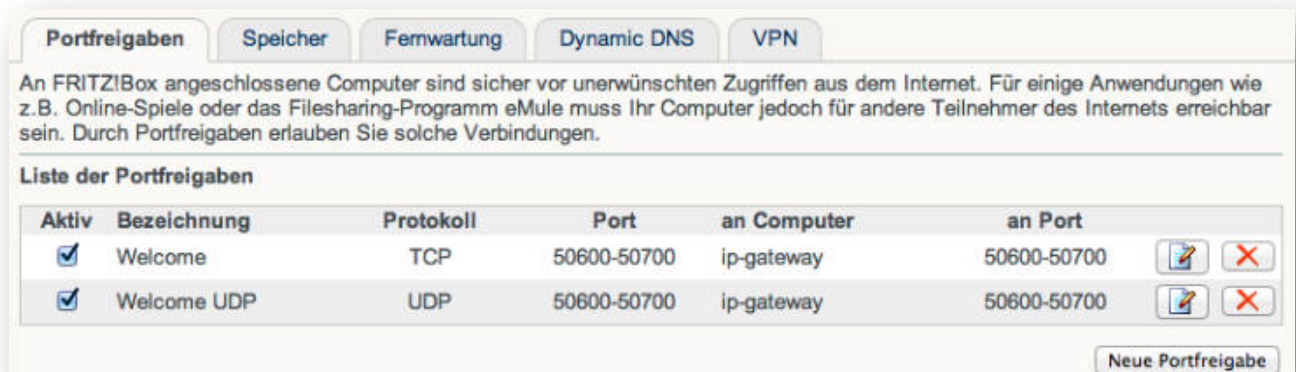 Portfreigaben Speicher Fernwartung Dynamic DNS VPN
An FRITZ!Box angeschlossene Computer sind sicher vor unerwünschten Zugriffen aus dem Internet. Für einige Anwendungen wie
z.B. Online-Spiele oder das Filesharing-Programm eMule muss Ihr Computer jedoch für andere Teilnehmer des Internets erreichbar
sein. Durch Portfreigaben erlauben Sie solche Verbindungen.
Liste der Portfreigaben
Aktiv Bezeichnung Protokoll Port an Computer an Port
Welcome TCP 50600-50700 ip-gateway 50600-50700
Welcome UDP UDP 50600-50700 ip-gateway 50600-50700
Neue Portfreigabe